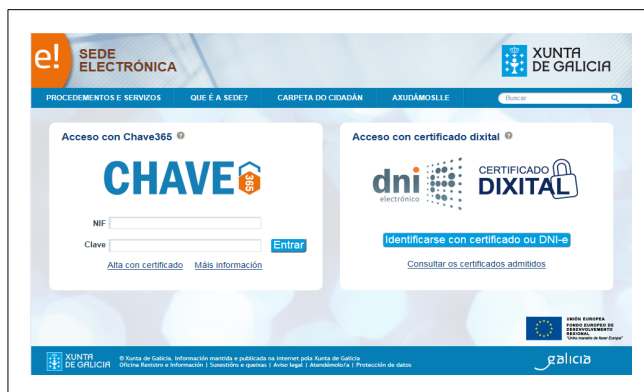 e! SEDE ELECTRÓNICA
XUNTA DE GALICIA
PROCEDEMENTOS E SERVIZOS QUE É A SEDE? CARPETA DO CIDADÁN AXUDÁMOSLLE Buscar
Acceso con Chave365
CHAVE 365
NIF
Clave Entrar
Alta con certificado Máis información
Acceso con certificado dixital
dni electrónico
CERTIFICADO DIXITAL
Identificarse con certificado ou DNI-e
Consultar os certificados admitidos
UNIÓN EUROPEA
FONDO EUROPEO DE
DESENVOLVEMENTO
REXIONAL
"Unha maneira de facer Europa"
XUNTA DE GALICIA
© Xunta de Galicia. Información mantida e publicada na internet pola Xunta de Galicia
Oficina Rexistro e Información | Suxestións e queixas | Aviso legal | Atendémolo/a | Protección de datos
galicia